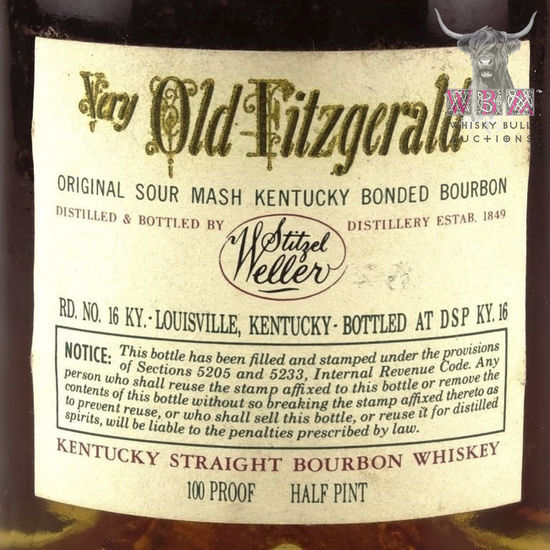 Very Old Fitzgerald
WBA
WHISKY BULL
AUCTIONS
ORIGINAL SOUR MASH KENTUCKY BONDED BOURBON
DISTILLED & BOTTLED BY Stitzel Weller DISTILLERY ESTAB. 1849
RD. NO. 16 KY. - LOUISVILLE, KENTUCKY - BOTTLED AT DSP KY. 16
NOTICE: This bottle has been filled and stamped under the provisions
of Sections 5205 and 5233, Internal Revenue Code. Any
person who shall reuse the stamp affixed to this bottle or remove the
contents of this bottle without so breaking the stamp affixed thereto as
to prevent reuse, or who shall sell this bottle, or reuse it for distilled
spirits, will be liable to the penalties prescribed by law.
KENTUCKY STRAIGHT BOURBON WHISKEY
100 PROOF HALF PINT